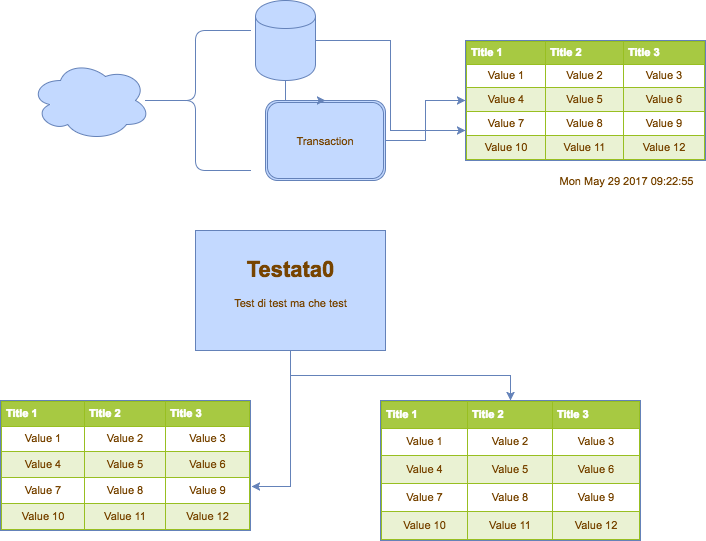 Title 1 Title 2 Title 3
Value 1 Value 2 Value 3
Value 4 Value 5 Value 6
Transaction
Value 7 Value 8 Value 9
Value 10 Value 11 Value 12
Mon May 29 2017 09:22:55
Testata0
Test di test ma che test
Title 1 Title 2 Title 3
Value 1 Value 2 Value 3
Value 4 Value 5 Value 6
Value 7 Value 8 Value 9
Value 10 Value 11 Value 12
Title 1 Title 2 Title 3
Value 1 Value 2 Value 3
Value 4 Value 5 Value 6
Value 7 Value 8 Value 9
Value 10 Value 11 Value 12